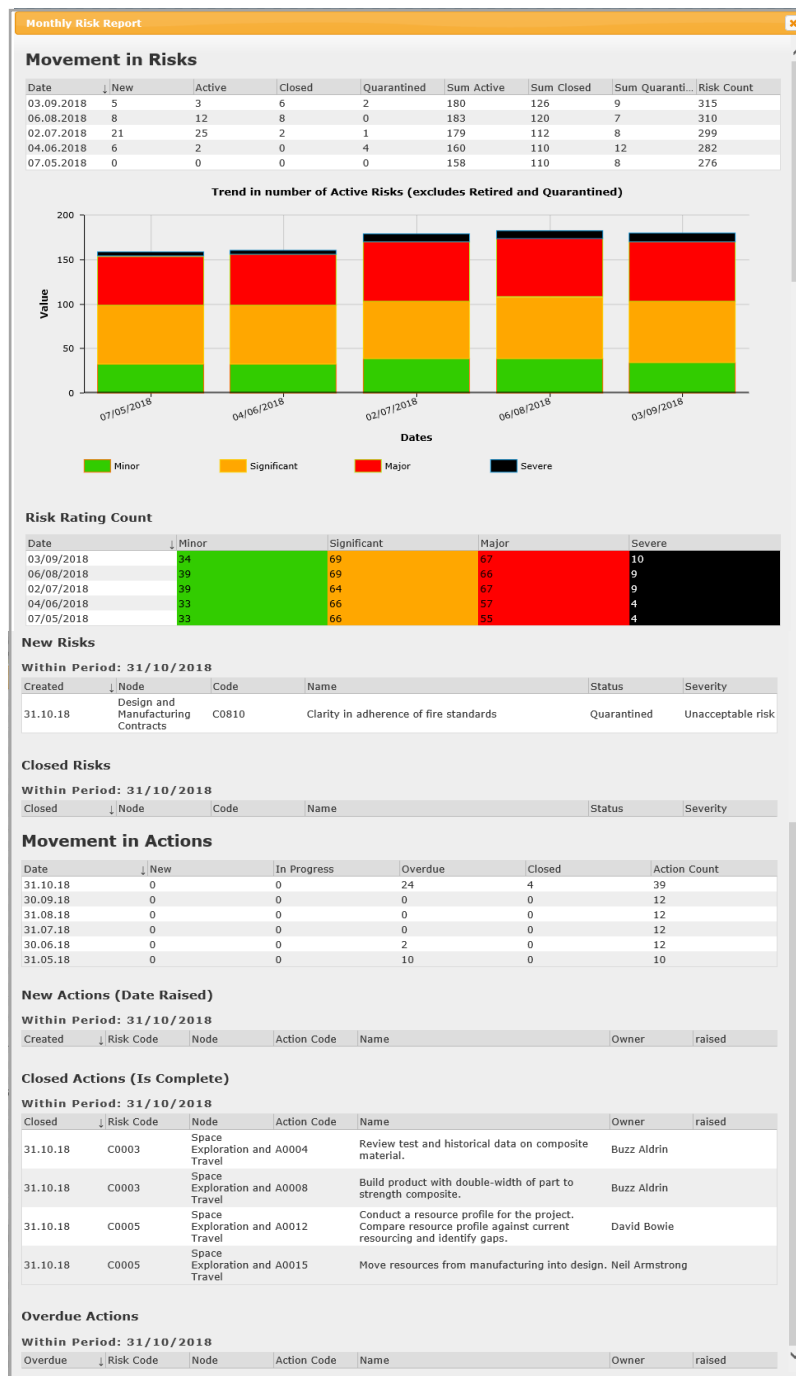 Monthly Risk Report
Movement in Risks
Date ↓ New Active Closed Quarantined Sum Active Sum Closed Sum Quaranti... Risk Count
03.09.2018 5 3 6 2 180 126 9 315
06.08.2018 8 12 8 0 183 120 7 310
02.07.2018 21 25 2 1 179 112 8 299
04.06.2018 6 2 0 4 160 110 12 282
07.05.2018 0 0 0 0 158 110 8 276
Trend in number of Active Risks (excludes Retired and Quarantined)
200
150
100
50
0
Value
07/05/2018 04/06/2018 02/07/2018 06/08/2018 03/09/2018
Dates
Minor Significant Major Severe
Risk Rating Count
Date ↓ Minor Significant Major Severe
03/09/2018 34 69 67 10
06/08/2018 39 69 66 9
02/07/2018 39 64 67 9
04/06/2018 33 66 57 4
07/05/2018 33 66 55 4
New Risks
Within Period: 31/10/2018
Created ↓ Node Code Name Status Severity
Design and
31.10.18 Manufacturing C0810 Clarity in adherence of fire standards Quarantined Unacceptable risk
Contracts
Closed Risks
Within Period: 31/10/2018
Closed ↓ Node Code Name Status Severity
Movement in Actions
Date ↓ New In Progress Overdue Closed Action Count
31.10.18 0 0 24 4 39
30.09.18 0 0 0 0 12
31.08.18 0 0 0 0 12
31.07.18 0 0 0 0 12
30.06.18 0 0 2 0 12
31.05.18 0 0 10 0 10
New Actions (Date Raised)
Within Period: 31/10/2018
Created ↓ Risk Code Node Action Code Name Owner raised
Closed Actions (Is Complete)
Within Period: 31/10/2018
Closed ↓ Risk Code Node Action Code Name Owner raised
Space
31.10.18 C0003 Exploration and A0004 Review test and historical data on composite Buzz Aldrin
Travel material.
Space
31.10.18 C0003 Exploration and A0008 Build product with double-width of part to Buzz Aldrin
Travel strength composite.
Space Conduct a resource profile for the project.
31.10.18 C0005 Exploration and A0012 Compare resource profile against current David Bowie
Travel resourcing and identify gaps.
Space
31.10.18 C0005 Exploration and A0015 Move resources from manufacturing into design. Neil Armstrong
Travel
Overdue Actions
Within Period: 31/10/2018
Overdue ↓ Risk Code Node Action Code Name Owner raised